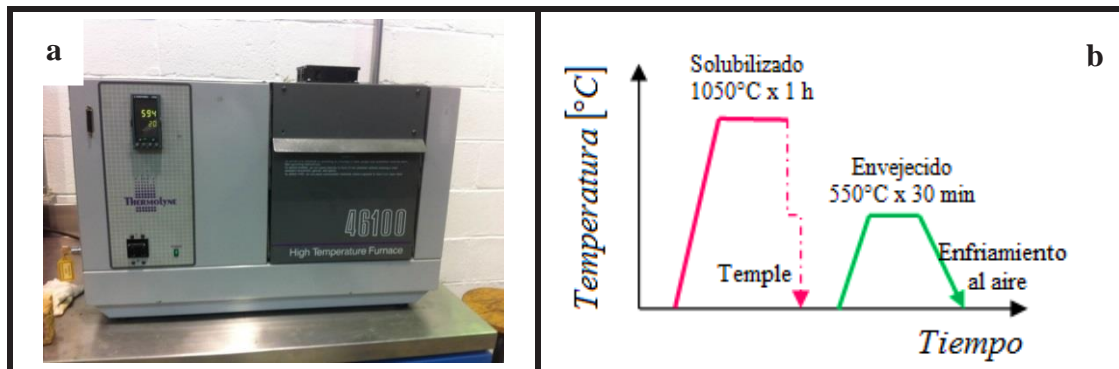 a
594
20
THERMOLYNE
46100
High Temperature Furnace
b
Solubilizado
1050°C x 1 h
Temperatura [°C]
Envejecido
550°C x 30 min
Temple
Enfriamiento
al aire
Tiempo